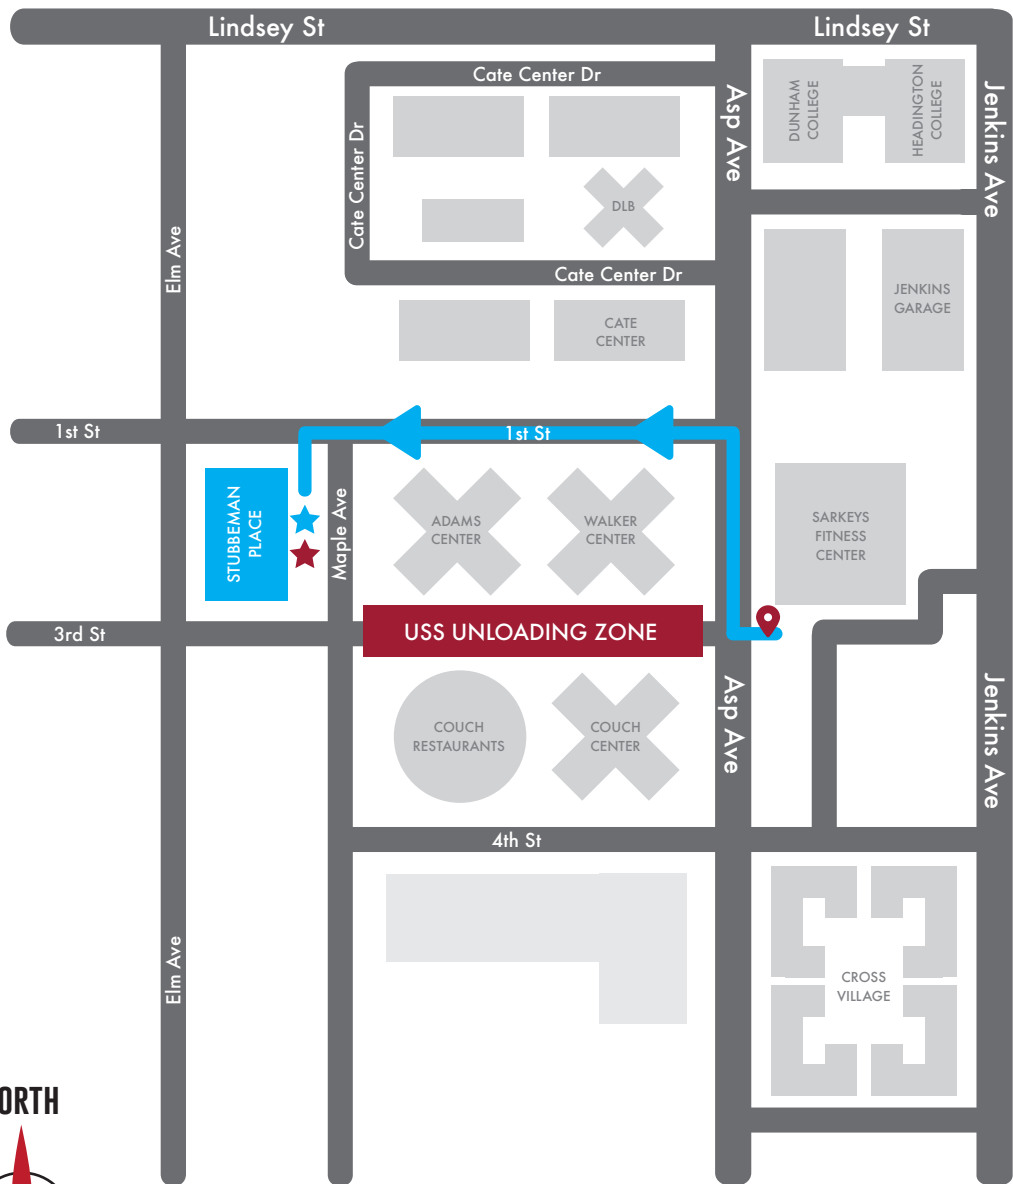 Lindsey St
Lindsey St
Cate Center Dr
Asp Ave
DUNHAM
COLLEGE
HEADINGTON
COLLEGE
Jenkins Ave
Cate Center Dr
DLB
Elm Ave
Cate Center Dr
JENKINS
GARAGE
CATE
CENTER
1st St
1st St
STUBBEMAN
PLACE
Maple Ave
ADAMS
CENTER
WALKER
CENTER
SARKEYS
FITNESS
CENTER
3rd St
USS UNLOADING ZONE
Asp Ave
Jenkins Ave
COUCH
RESTAURANTS
COUCH
CENTER
4th St
Elm Ave
CROSS
VILLAGE
ORTH